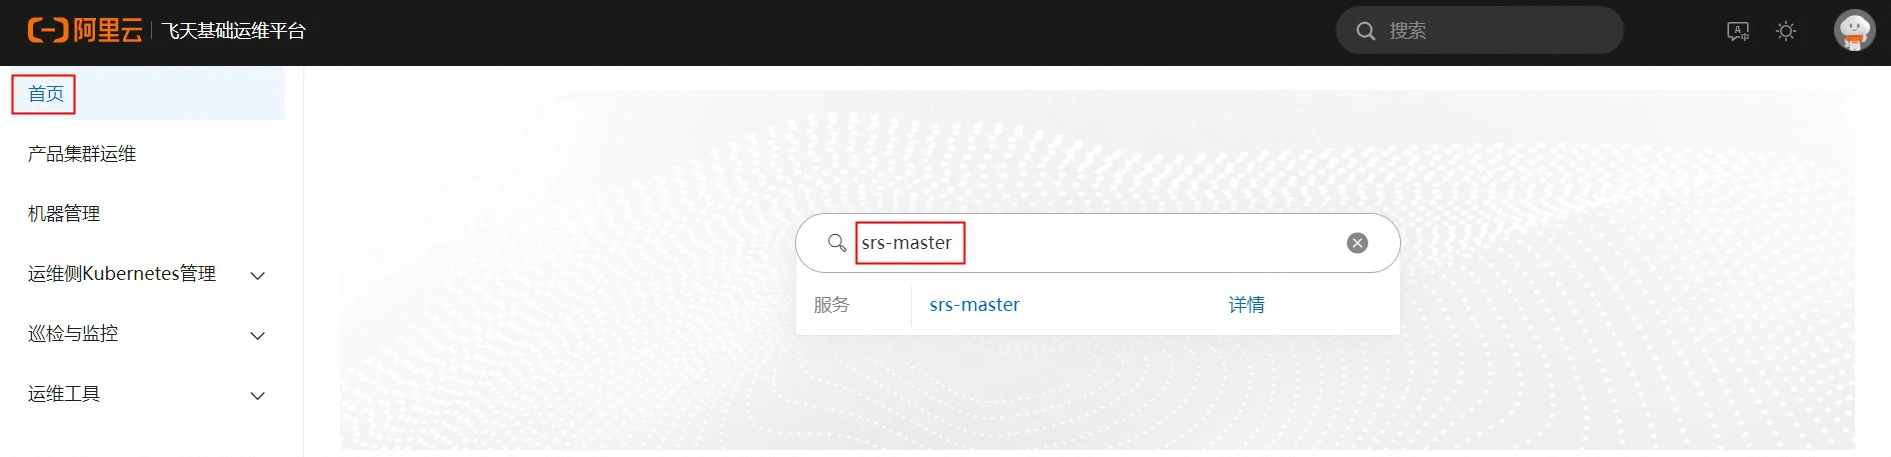 阿里云 飞天基础运维平台 搜索
首页
产品集群运维
机器管理
运维侧Kubernetes管理
巡检与监控
运维工具
srs-master
服务 srs-master 详情